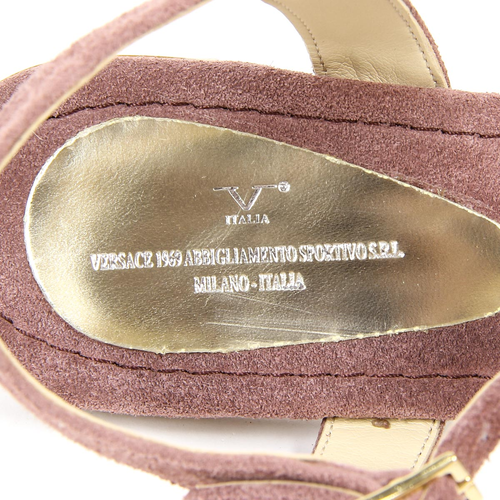 V®
ITALIA
VERSACE 1969 ABBIGLIAMENTO SPORTIVO S.R.L.
MILANO - ITALIA